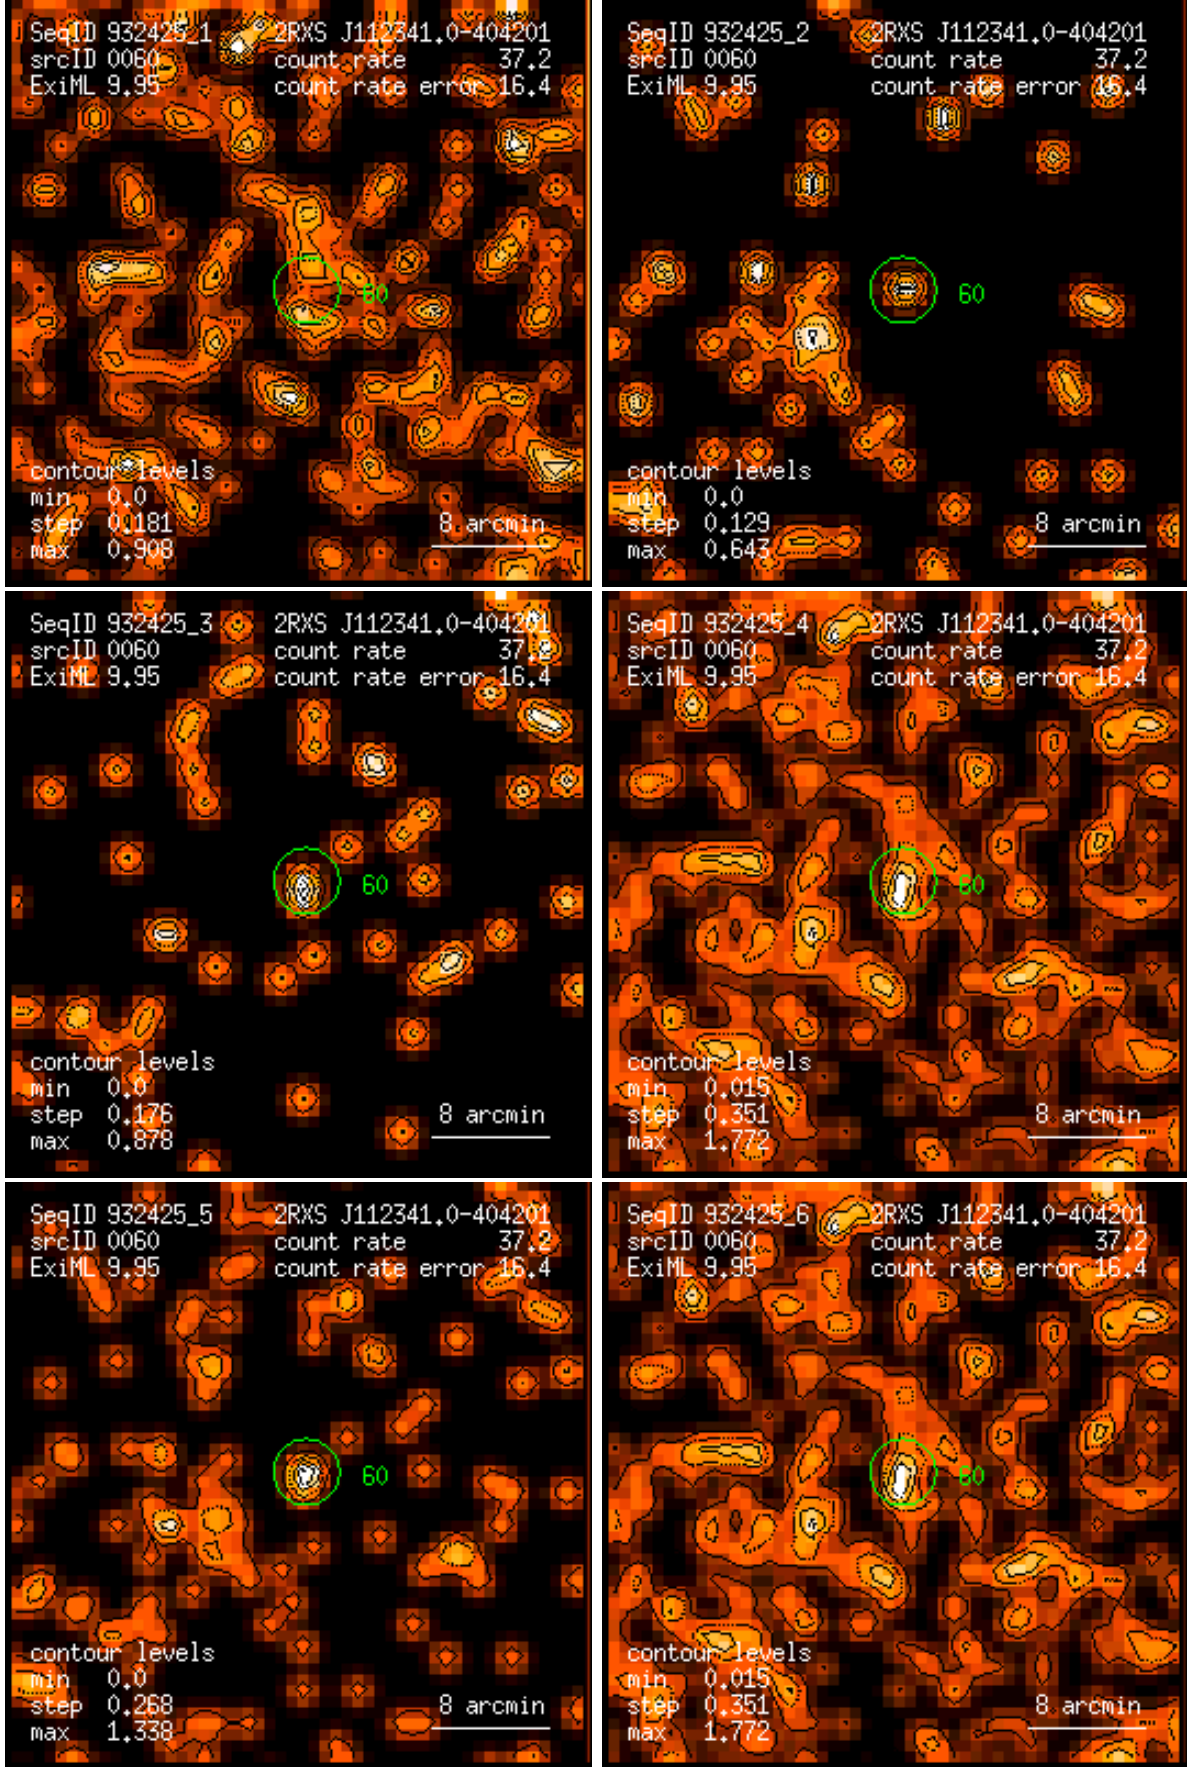 SeqID 932425_1 2RXS J112341.0-404201
srcID 0060 count rate 37.2
ExiML 9.95 count rate error 16.4
60
contour levels
min 0.0
step 0.181
max 0.908
8 arcmin
SeqID 932425_2 2RXS J112341.0-404201
srcID 0060 count rate 37.2
ExiML 9.95 count rate error 16.4
60
contour levels
min 0.0
step 0.129
max 0.643
8 arcmin
SeqID 932425_3 2RXS J112341.0-404201
srcID 0060 count rate 37.2
ExiML 9.95 count rate error 16.4
60
contour levels
min 0.0
step 0.176
max 0.878
8 arcmin
SeqID 932425_4 2RXS J112341.0-404201
srcID 0060 count rate 37.2
ExiML 9.95 count rate error 16.4
60
contour levels
min 0.015
step 0.351
max 1.772
8 arcmin
SeqID 932425_5 2RXS J112341.0-404201
srcID 0060 count rate 37.2
ExiML 9.95 count rate error 16.4
60
contour levels
min 0.0
step 0.268
max 1.338
8 arcmin
SeqID 932425_6 2RXS J112341.0-404201
srcID 0060 count rate 37.2
ExiML 9.95 count rate error 16.4
60
contour levels
min 0.015
step 0.351
max 1.772
8 arcmin